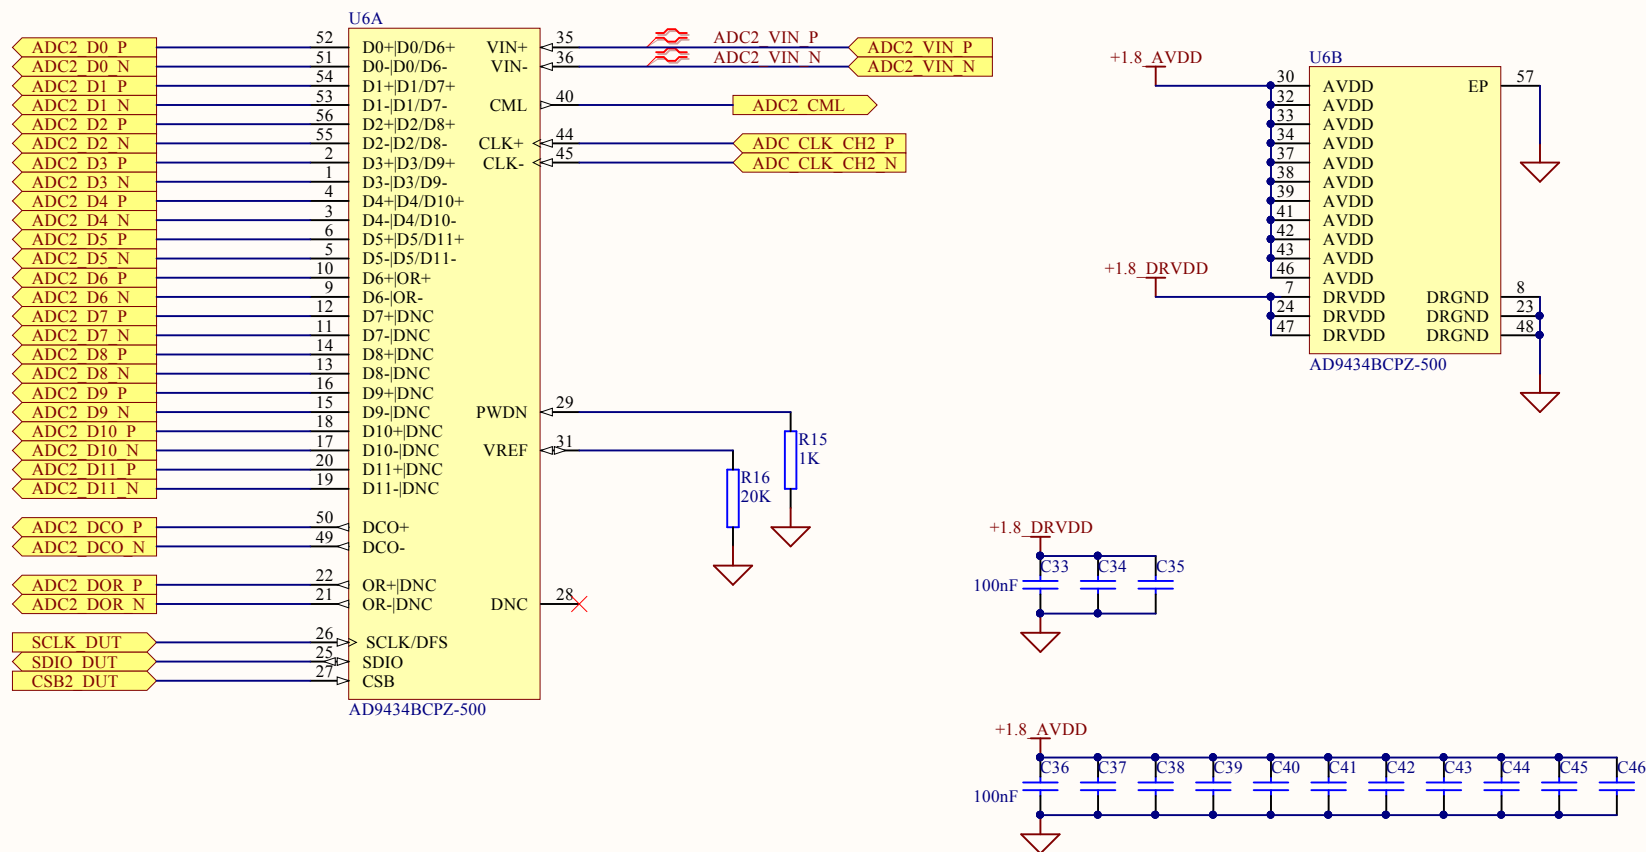 U6A
ADC2_D0_P 52 D0+|D0/D6+ VIN+ 35 ADC2_VIN_P ADC2_VIN_P
ADC2_D0_N 51 D0-|D0/D6- VIN- 36 ADC2_VIN_N ADC2_VIN_N
ADC2_D1_P 54 D1+|D1/D7+
ADC2_D1_N 53 D1-|D1/D7- CML 40 ADC2_CML
ADC2_D2_P 56 D2+|D2/D8+
ADC2_D2_N 55 D2-|D2/D8- CLK+ 44 ADC_CLK_CH2_P
ADC2_D3_P 2 D3+|D3/D9+ CLK- 45 ADC_CLK_CH2_N
ADC2_D3_N 1 D3-|D3/D9-
ADC2_D4_P 4 D4+|D4/D10+
ADC2_D4_N 3 D4-|D4/D10-
ADC2_D5_P 6 D5+|D5/D11+
ADC2_D5_N 5 D5-|D5/D11-
ADC2_D6_P 10 D6+|OR+
ADC2_D6_N 9 D6-|OR-
ADC2_D7_P 12 D7+|DNC
ADC2_D7_N 11 D7-|DNC
ADC2_D8_P 14 D8+|DNC
ADC2_D8_N 13 D8-|DNC
ADC2_D9_P 16 D9+|DNC
ADC2_D9_N 15 D9-|DNC PWDN 29
ADC2_D10_P 18 D10+|DNC
ADC2_D10_N 17 D10-|DNC VREF 31
ADC2_D11_P 20 D11+|DNC
ADC2_D11_N 19 D11-|DNC
R15
1K
R16
20K
ADC2_DCO_P 50 DCO+
ADC2_DCO_N 49 DCO-
ADC2_DOR_P 22 OR+|DNC
ADC2_DOR_N 21 OR-|DNC DNC 28
SCLK_DUT 26 SCLK/DFS
SDIO_DUT 25 SDIO
CSB2_DUT 27 CSB
AD9434BCPZ-500
U6B
+1.8_AVDD
30 AVDD EP 57
32 AVDD
33 AVDD
34 AVDD
37 AVDD
38 AVDD
39 AVDD
41 AVDD
42 AVDD
43 AVDD
46 AVDD
+1.8_DRVDD
7 DRVDD DRGND 8
24 DRVDD DRGND 23
47 DRVDD DRGND 48
AD9434BCPZ-500
+1.8_DRVDD
C33 C34 C35
100nF
+1.8_AVDD
C36 C37 C38 C39 C40 C41 C42 C43 C44 C45 C46
100nF